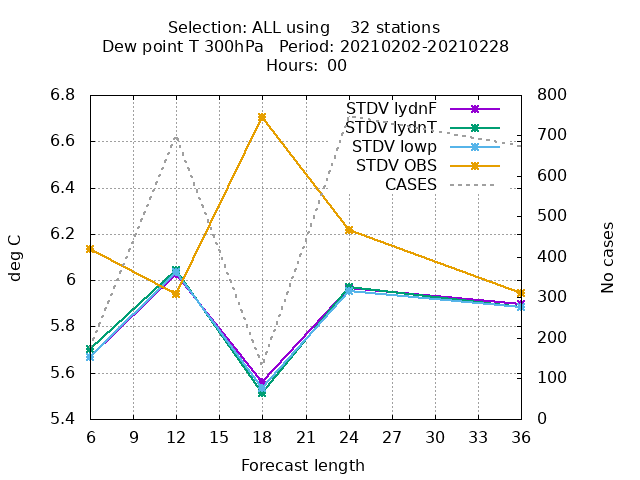 Selection: ALL using    32 stations
Dew point T 300hPa   Period: 20210202-20210228
Hours:  00
6.8
6.6
6.4
6.2
6
5.8
5.6
5.4
deg C
800
700
600
500
400
300
200
100
0
No cases
STDV lydnF
STDV lydnT
STDV lowp
STDV OBS
CASES
6 9 12 15 18 21 24 27 30 33 36
Forecast length